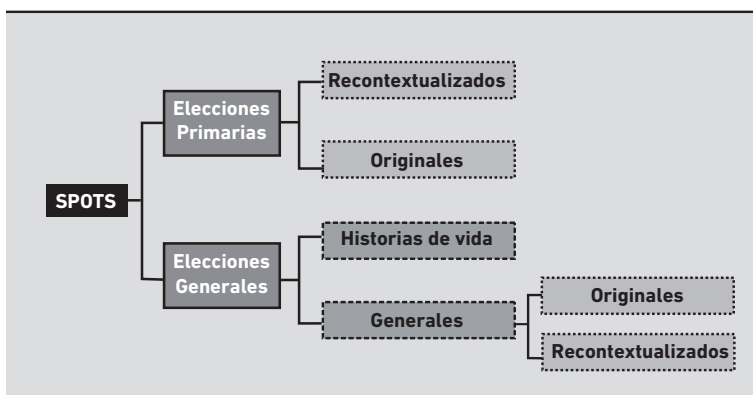 SPOTS
Elecciones
Primarias
Recontextualizados
Originales
Elecciones
Generales
Historias de vida
Generales
Originales
Recontextualizados